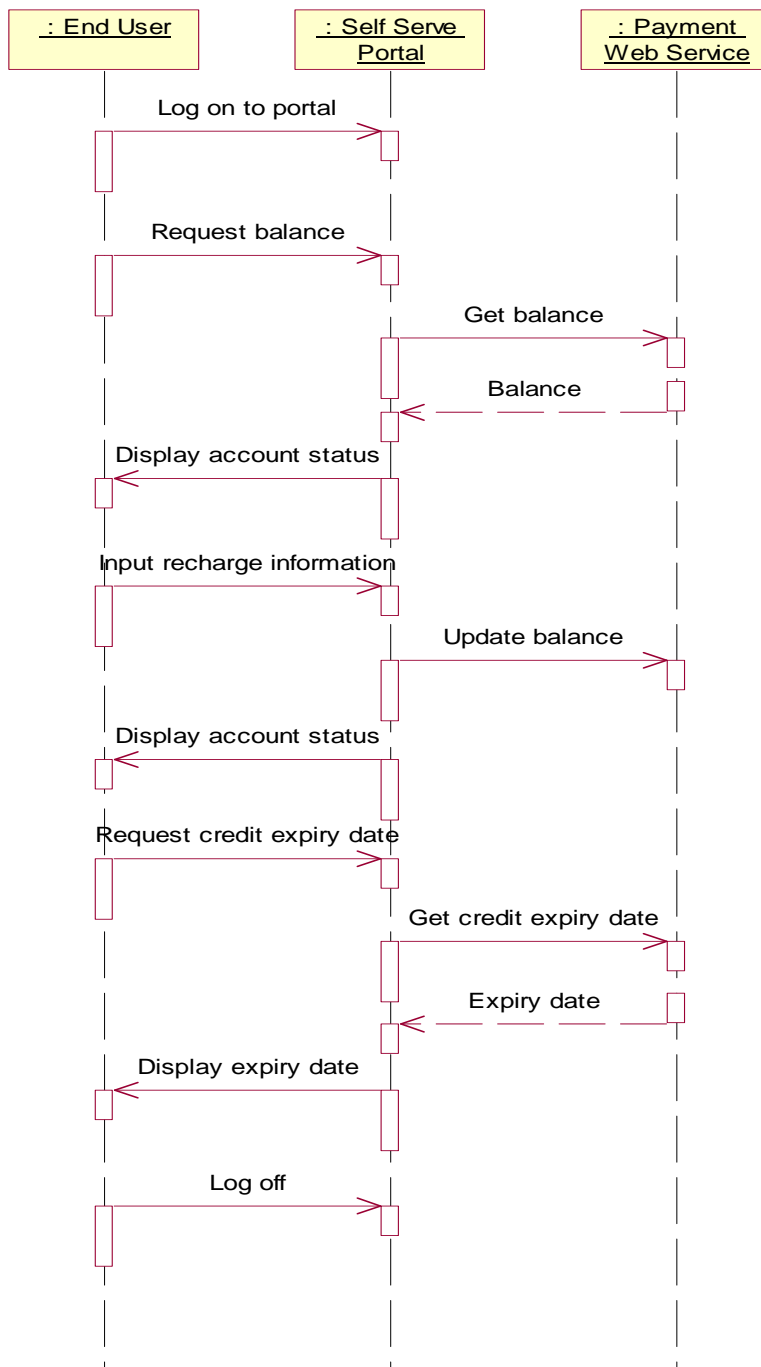 : End User
: Self Serve
Portal
: Payment
Web Service
Log on to portal
Request balance
Get balance
Balance
Display account status
Input recharge information
Update balance
Display account status
Request credit expiry date
Get credit expiry date
Expiry date
Display expiry date
Log off